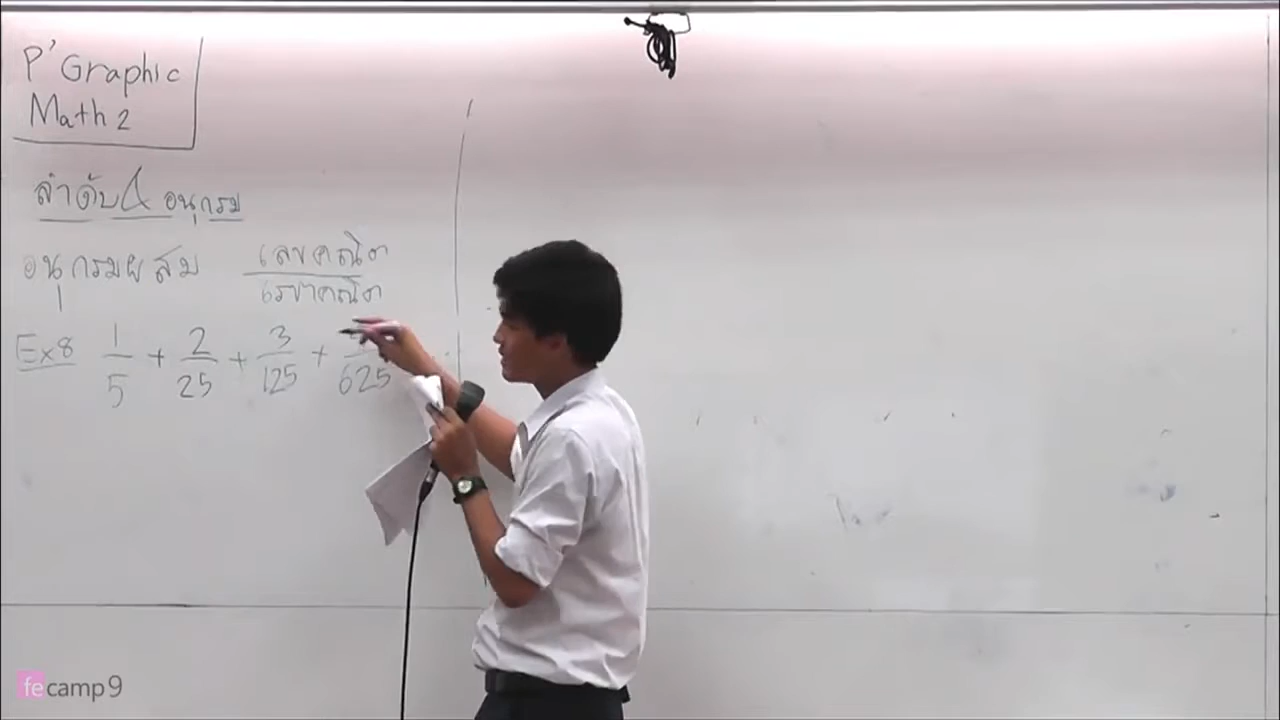 P' Graphic
Math 2
ลำดับ & อนุกรม
อนุกรมผสม เลขคณิต
เรขาคณิต
Ex8 1/5 + 2/25 + 3/125 + /625
fecamp9